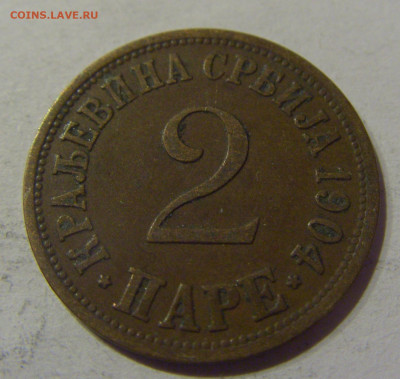 COINS.LAVE.RU
КРАЉЕВИНА СРБИЈА 1904
2
ПАРЕ